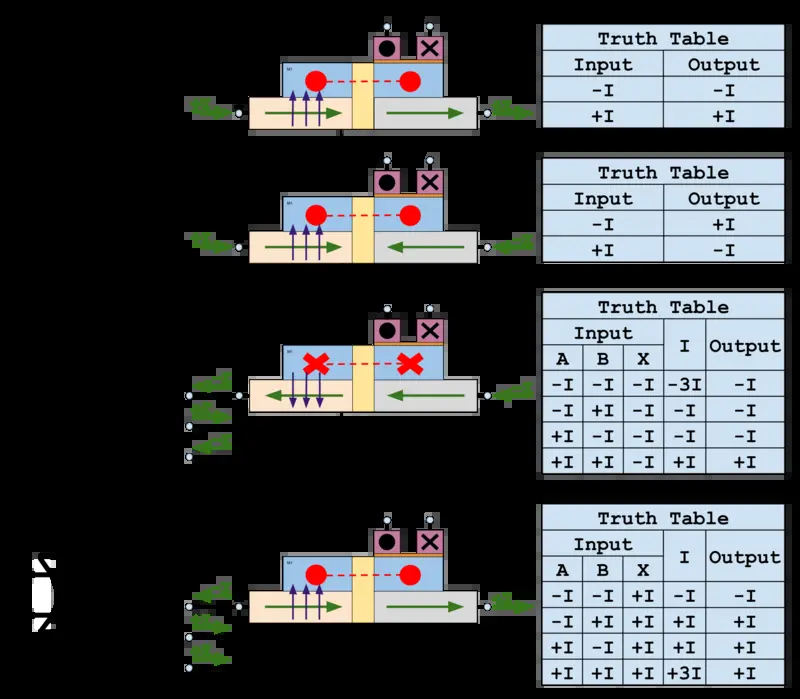 Truth Table
Input Output
-I -I
+I +I
Truth Table
Input Output
-I +I
+I -I
Truth Table
Input I Output
A B X
-I -I -I -3I -I
-I +I -I -I -I
+I -I -I -I -I
+I +I -I +I +I
Truth Table
Input I Output
A B X
-I -I +I -I -I
-I +I +I +I +I
+I -I +I +I +I
+I +I +I +3I +I